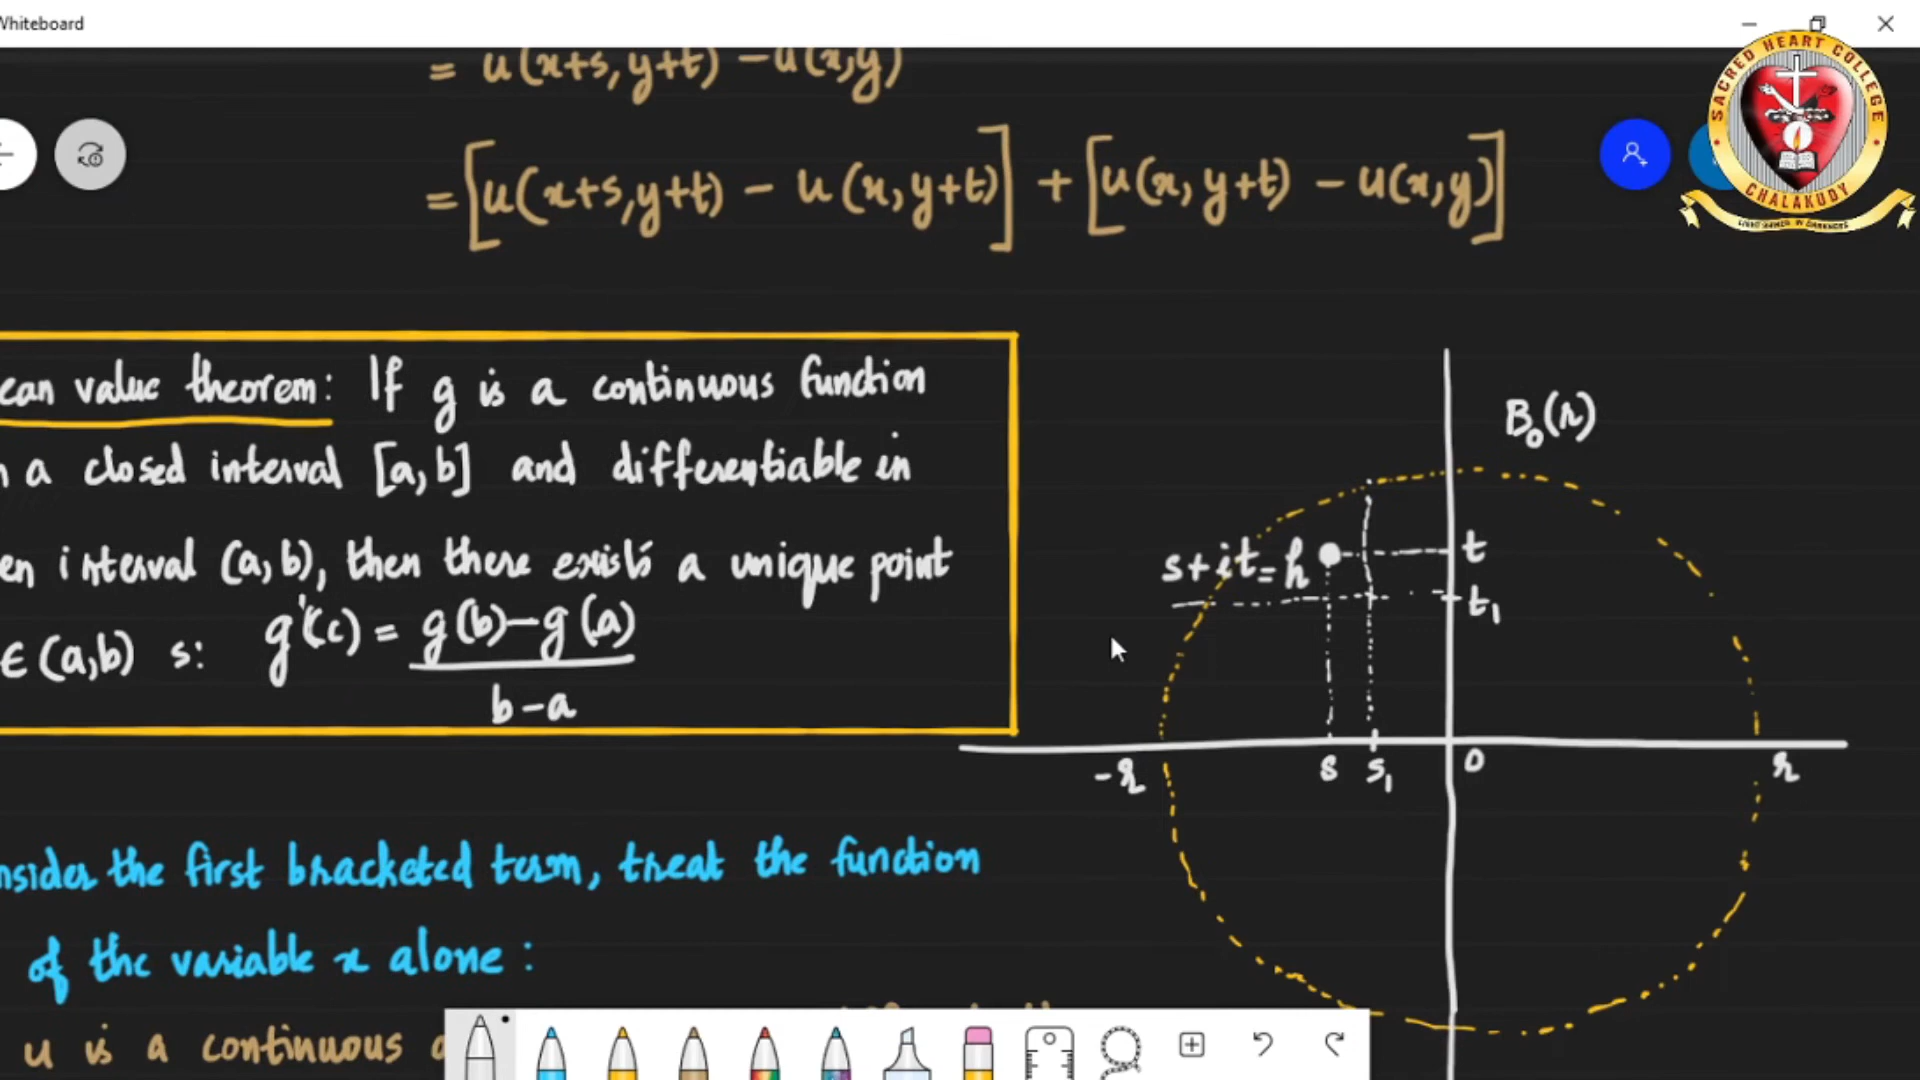 Whiteboard
= u(x+s, y+t) - u(x,y)
= [u(x+s, y+t) - u(x, y+t)] + [u(x, y+t) - u(x,y)]
SACRED HEART COLLEGE
CHALAKUDY
ean value theorem: If g is a continuous function
n a closed interval [a,b] and differentiable in
en interval (a,b), then there exists a unique point
∈ (a,b) s: g'(c) = g(b)-g(a)
b-a
B₀(r)
s+it=h
t
t₁
-r
s
s₁
0
r
nsider the first bracketed term, treat the function
of the variable x alone:
u is a continuous